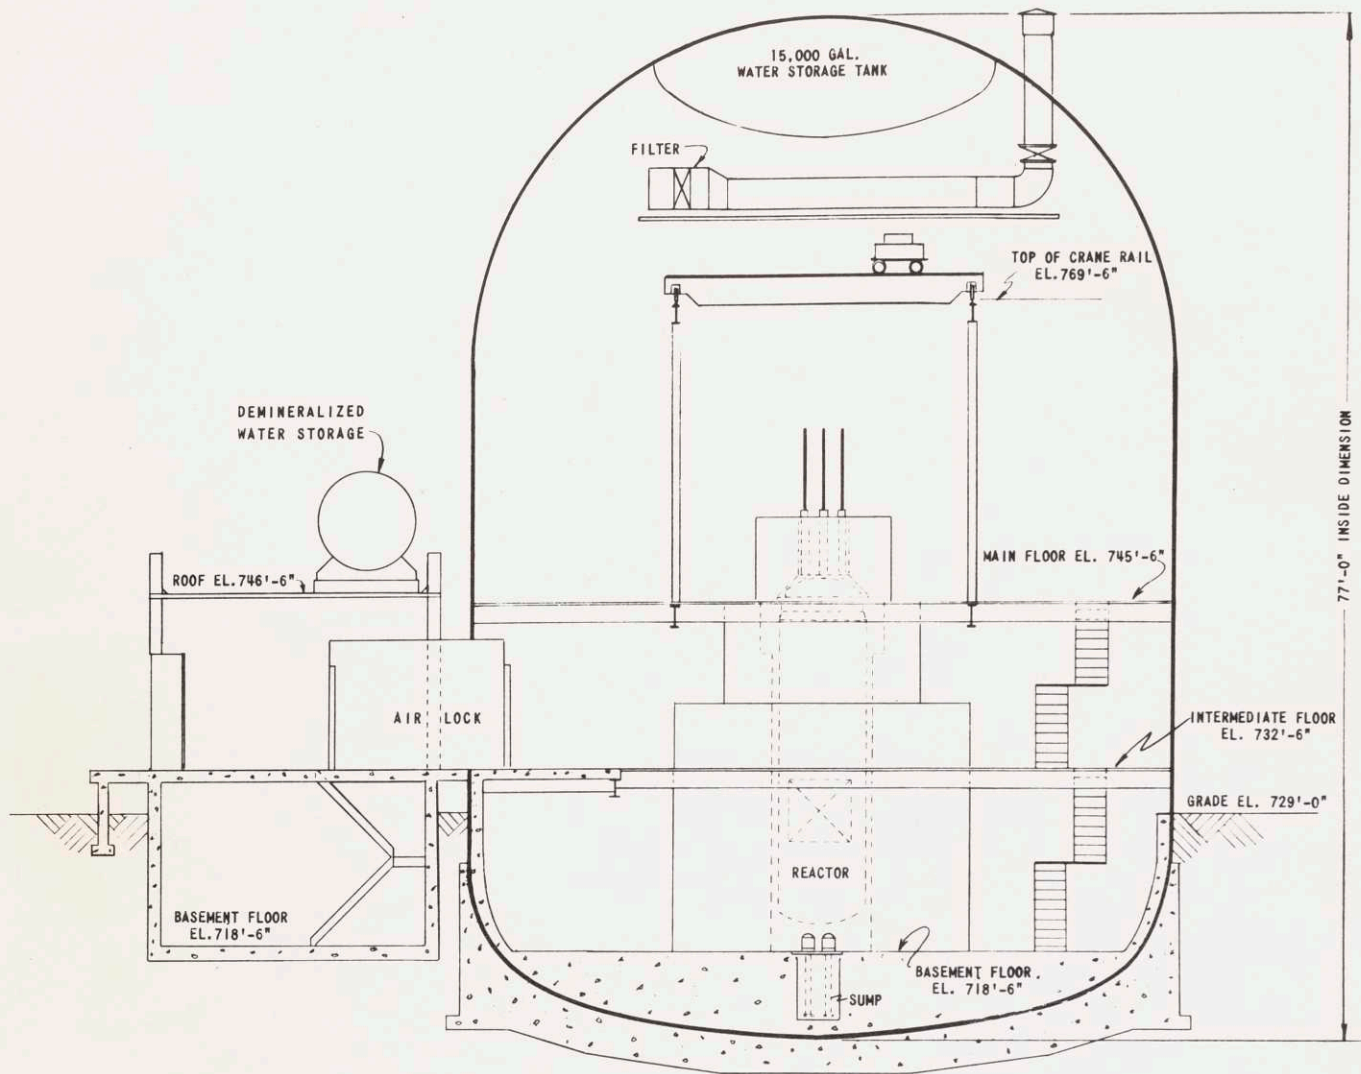 15,000 GAL.
WATER STORAGE TANK
FILTER
TOP OF CRANE RAIL
EL.769'-6"
DEMINERALIZED
WATER STORAGE
77'-0" INSIDE DIMENSION
MAIN FLOOR EL. 745'-6"
ROOF EL.746'-6"
AIR LOCK
INTERMEDIATE FLOOR
EL. 732'-6"
GRADE EL. 729'-0"
REACTOR
BASEMENT FLOOR
EL.718'-6"
BASEMENT FLOOR
EL. 718'-6"
SUMP